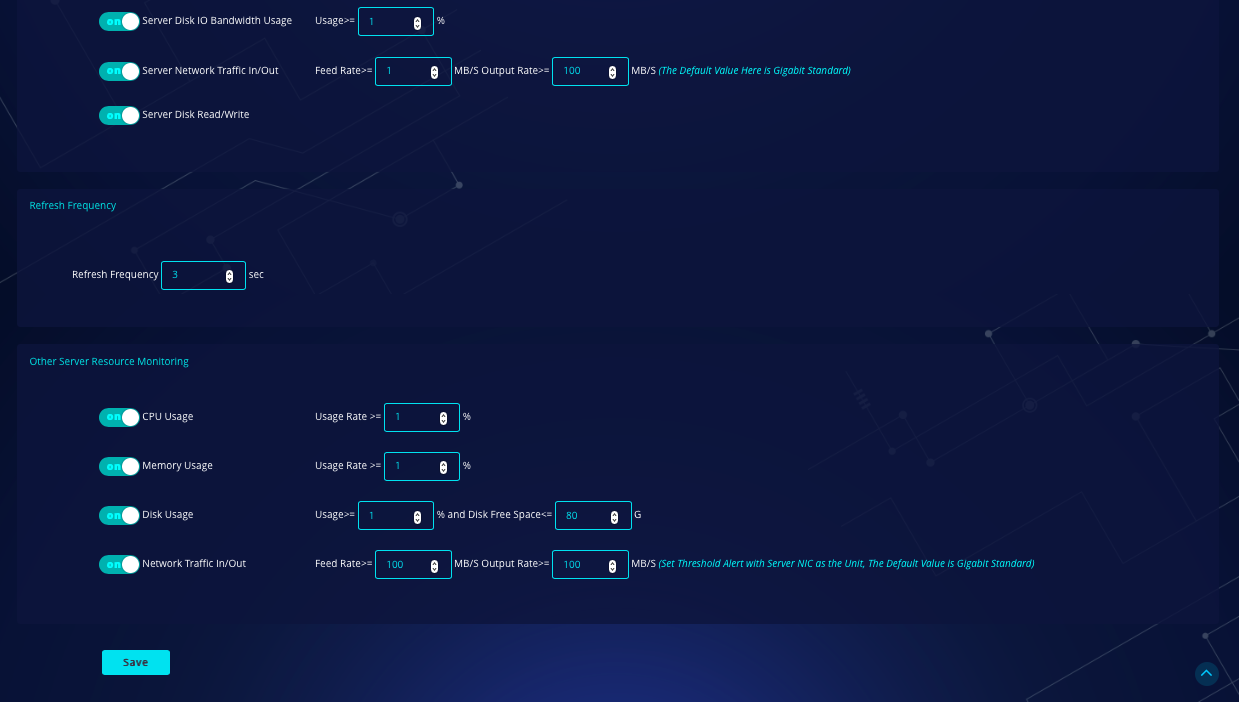 on Server Disk IO Bandwidth Usage Usage>= 1 %
on Server Network Traffic In/Out Feed Rate>= 1 MB/S Output Rate>= 100 MB/S (The Default Value Here is Gigabit Standard)
on Server Disk Read/Write
Refresh Frequency
Refresh Frequency 3 sec
Other Server Resource Monitoring
on CPU Usage Usage Rate >= 1 %
on Memory Usage Usage Rate >= 1 %
on Disk Usage Usage>= 1 % and Disk Free Space<= 80 G
on Network Traffic In/Out Feed Rate>= 100 MB/S Output Rate>= 100 MB/S (Set Threshold Alert with Server NIC as the Unit, The Default Value is Gigabit Standard)
Save